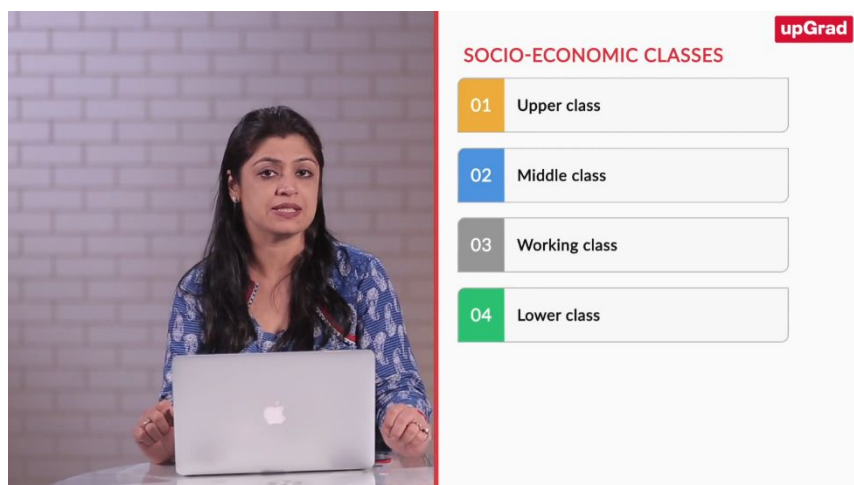 upGrad
SOCIO-ECONOMIC CLASSES
01 Upper class
02 Middle class
03 Working class
04 Lower class